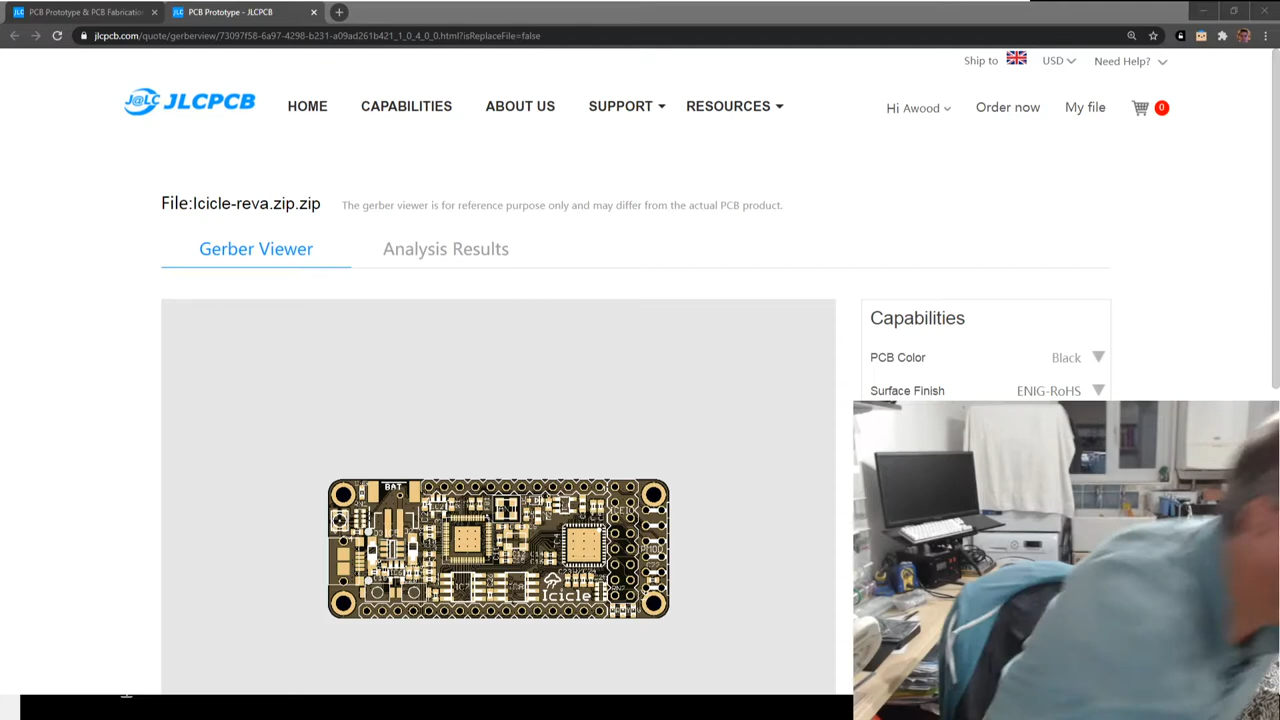 PCB Prototype & PCB Fabricatio
PCB Prototype - JLCPCB
jlcpcb.com/quote/gerberview/73097f58-6a97-4298-b231-a09ad261b421_1_0_4_0_0.html?isReplaceFile=false
Ship to USD Need Help?
J@LC JLCPCB HOME CAPABILITIES ABOUT US SUPPORT RESOURCES Hi Awood Order now My file 0
File:Icicle-reva.zip.zip The gerber viewer is for reference purpose only and may differ from the actual PCB product.
Gerber Viewer Analysis Results
Capabilities
PCB Color Black
Surface Finish ENIG-RoHS
BAT
Icicle